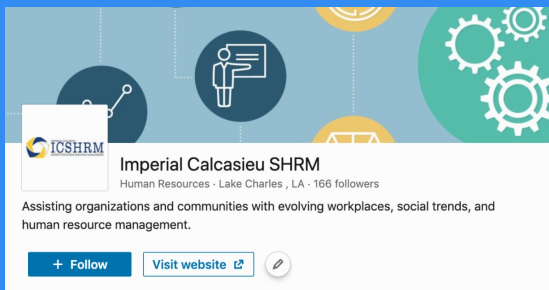 ICSHRM
Imperial Calcasieu SHRM
Human Resources · Lake Charles , LA · 166 followers
Assisting organizations and communities with evolving workplaces, social trends, and
human resource management.
+ Follow
Visit website